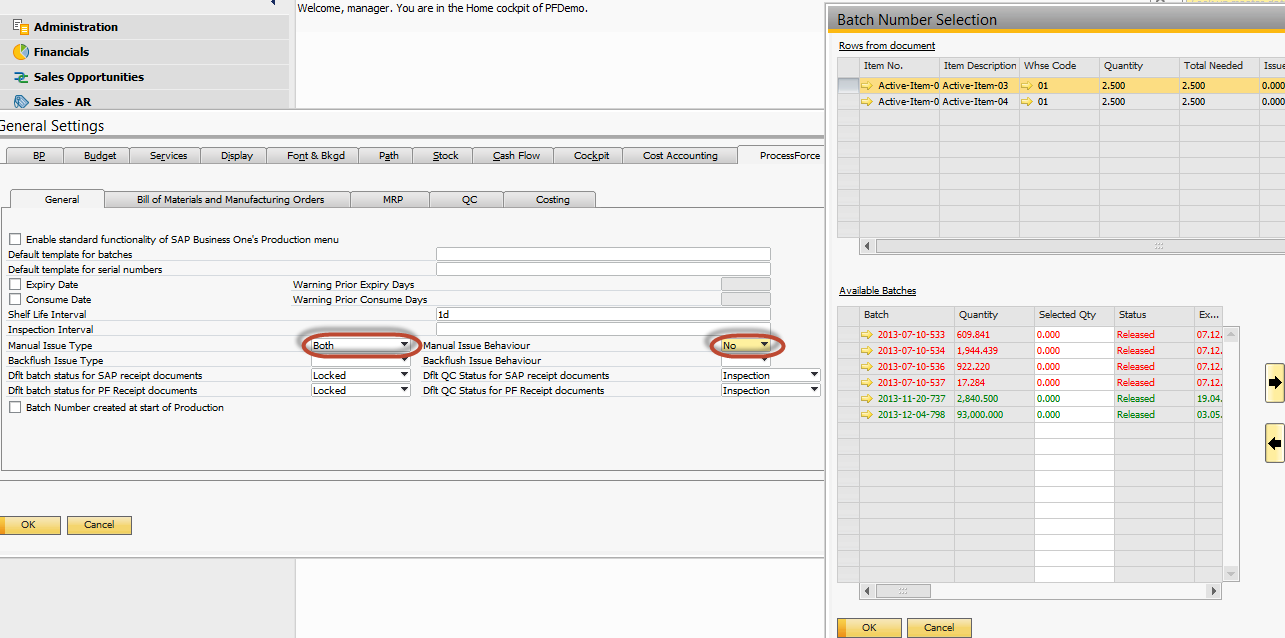 Welcome, manager. You are in the Home cockpit of PFDemo.
Administration
Financials
Sales Opportunities
Sales - AR
General Settings
BP Budget Services Display Font & Bkgd Path Stock Cash Flow Cockpit Cost Accounting ProcessForce
General Bill of Materials and Manufacturing Orders MRP QC Costing
Enable standard functionality of SAP Business One's Production menu
Default template for batches
Default template for serial numbers
Expiry Date Warning Prior Expiry Days
Consume Date Warning Prior Consume Days
Shelf Life Interval 1d
Inspection Interval
Manual Issue Type Both Manual Issue Behaviour No
Backflush Issue Type Backflush Issue Behaviour
Dflt batch status for SAP receipt documents Locked Dflt QC Status for SAP receipt documents Inspection
Dflt batch status for PF Receipt documents Locked Dflt QC Status for PF Receipt documents Inspection
Batch Number created at start of Production
OK Cancel
Batch Number Selection
Rows from document
Item No. Item Description Whse Code Quantity Total Needed Issue
Active-Item-0 Active-Item-03 01 2.500 2.500 0.000
Active-Item-0 Active-Item-04 01 2.500 2.500 0.000
Available Batches
Batch Quantity Selected Qty Status Ex...
2013-07-10-533 609.841 0.000 Released 07.12.
2013-07-10-534 1,944.439 0.000 Released 07.12.
2013-07-10-536 922.220 0.000 Released 07.12.
2013-07-10-537 17.284 0.000 Released 07.12.
2013-11-20-737 2,840.500 0.000 Released 19.04.
2013-12-04-798 93,000.000 0.000 Released 03.05.
OK Cancel